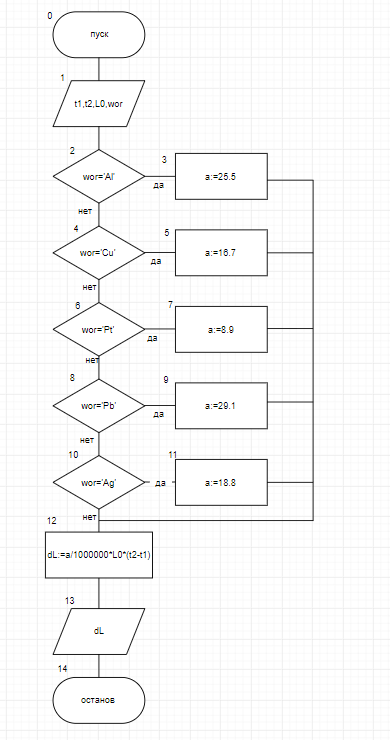 0
пуск
1
t1,t2,L0,wor
2
wor='Al'
да
3
a:=25.5
нет
4
wor='Cu'
да
5
a:=16.7
нет
6
wor='Pt'
да
7
a:=8.9
нет
8
wor='Pb'
да
9
a:=29.1
нет
10
wor='Ag'
да
11
a:=18.8
нет
12
dL:=a/1000000*L0*(t2-t1)
13
dL
14
останов